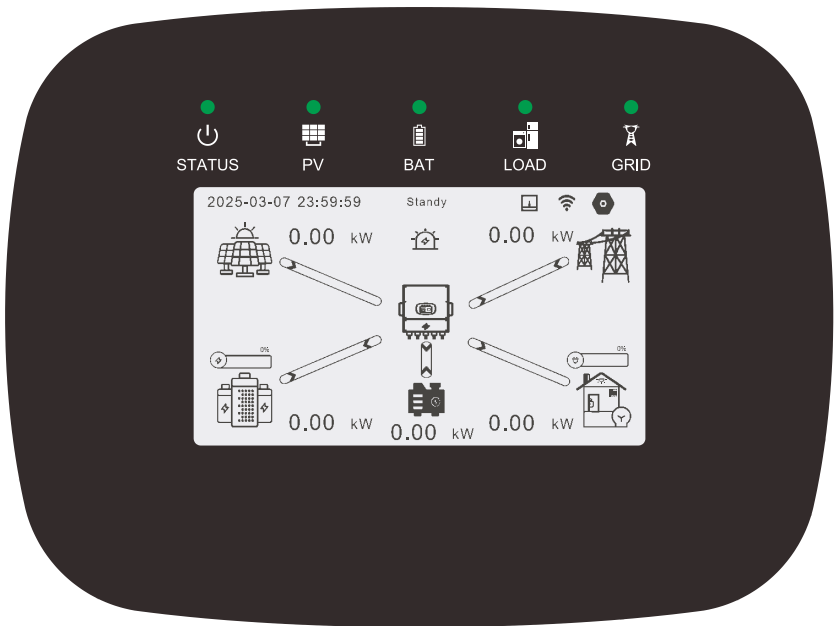 STATUS PV BAT LOAD GRID
2025-03-07 23:59:59 Standy
0.00 kW 0.00 kW
0% 0%
0.00 kW 0.00 kW 0.00 kW